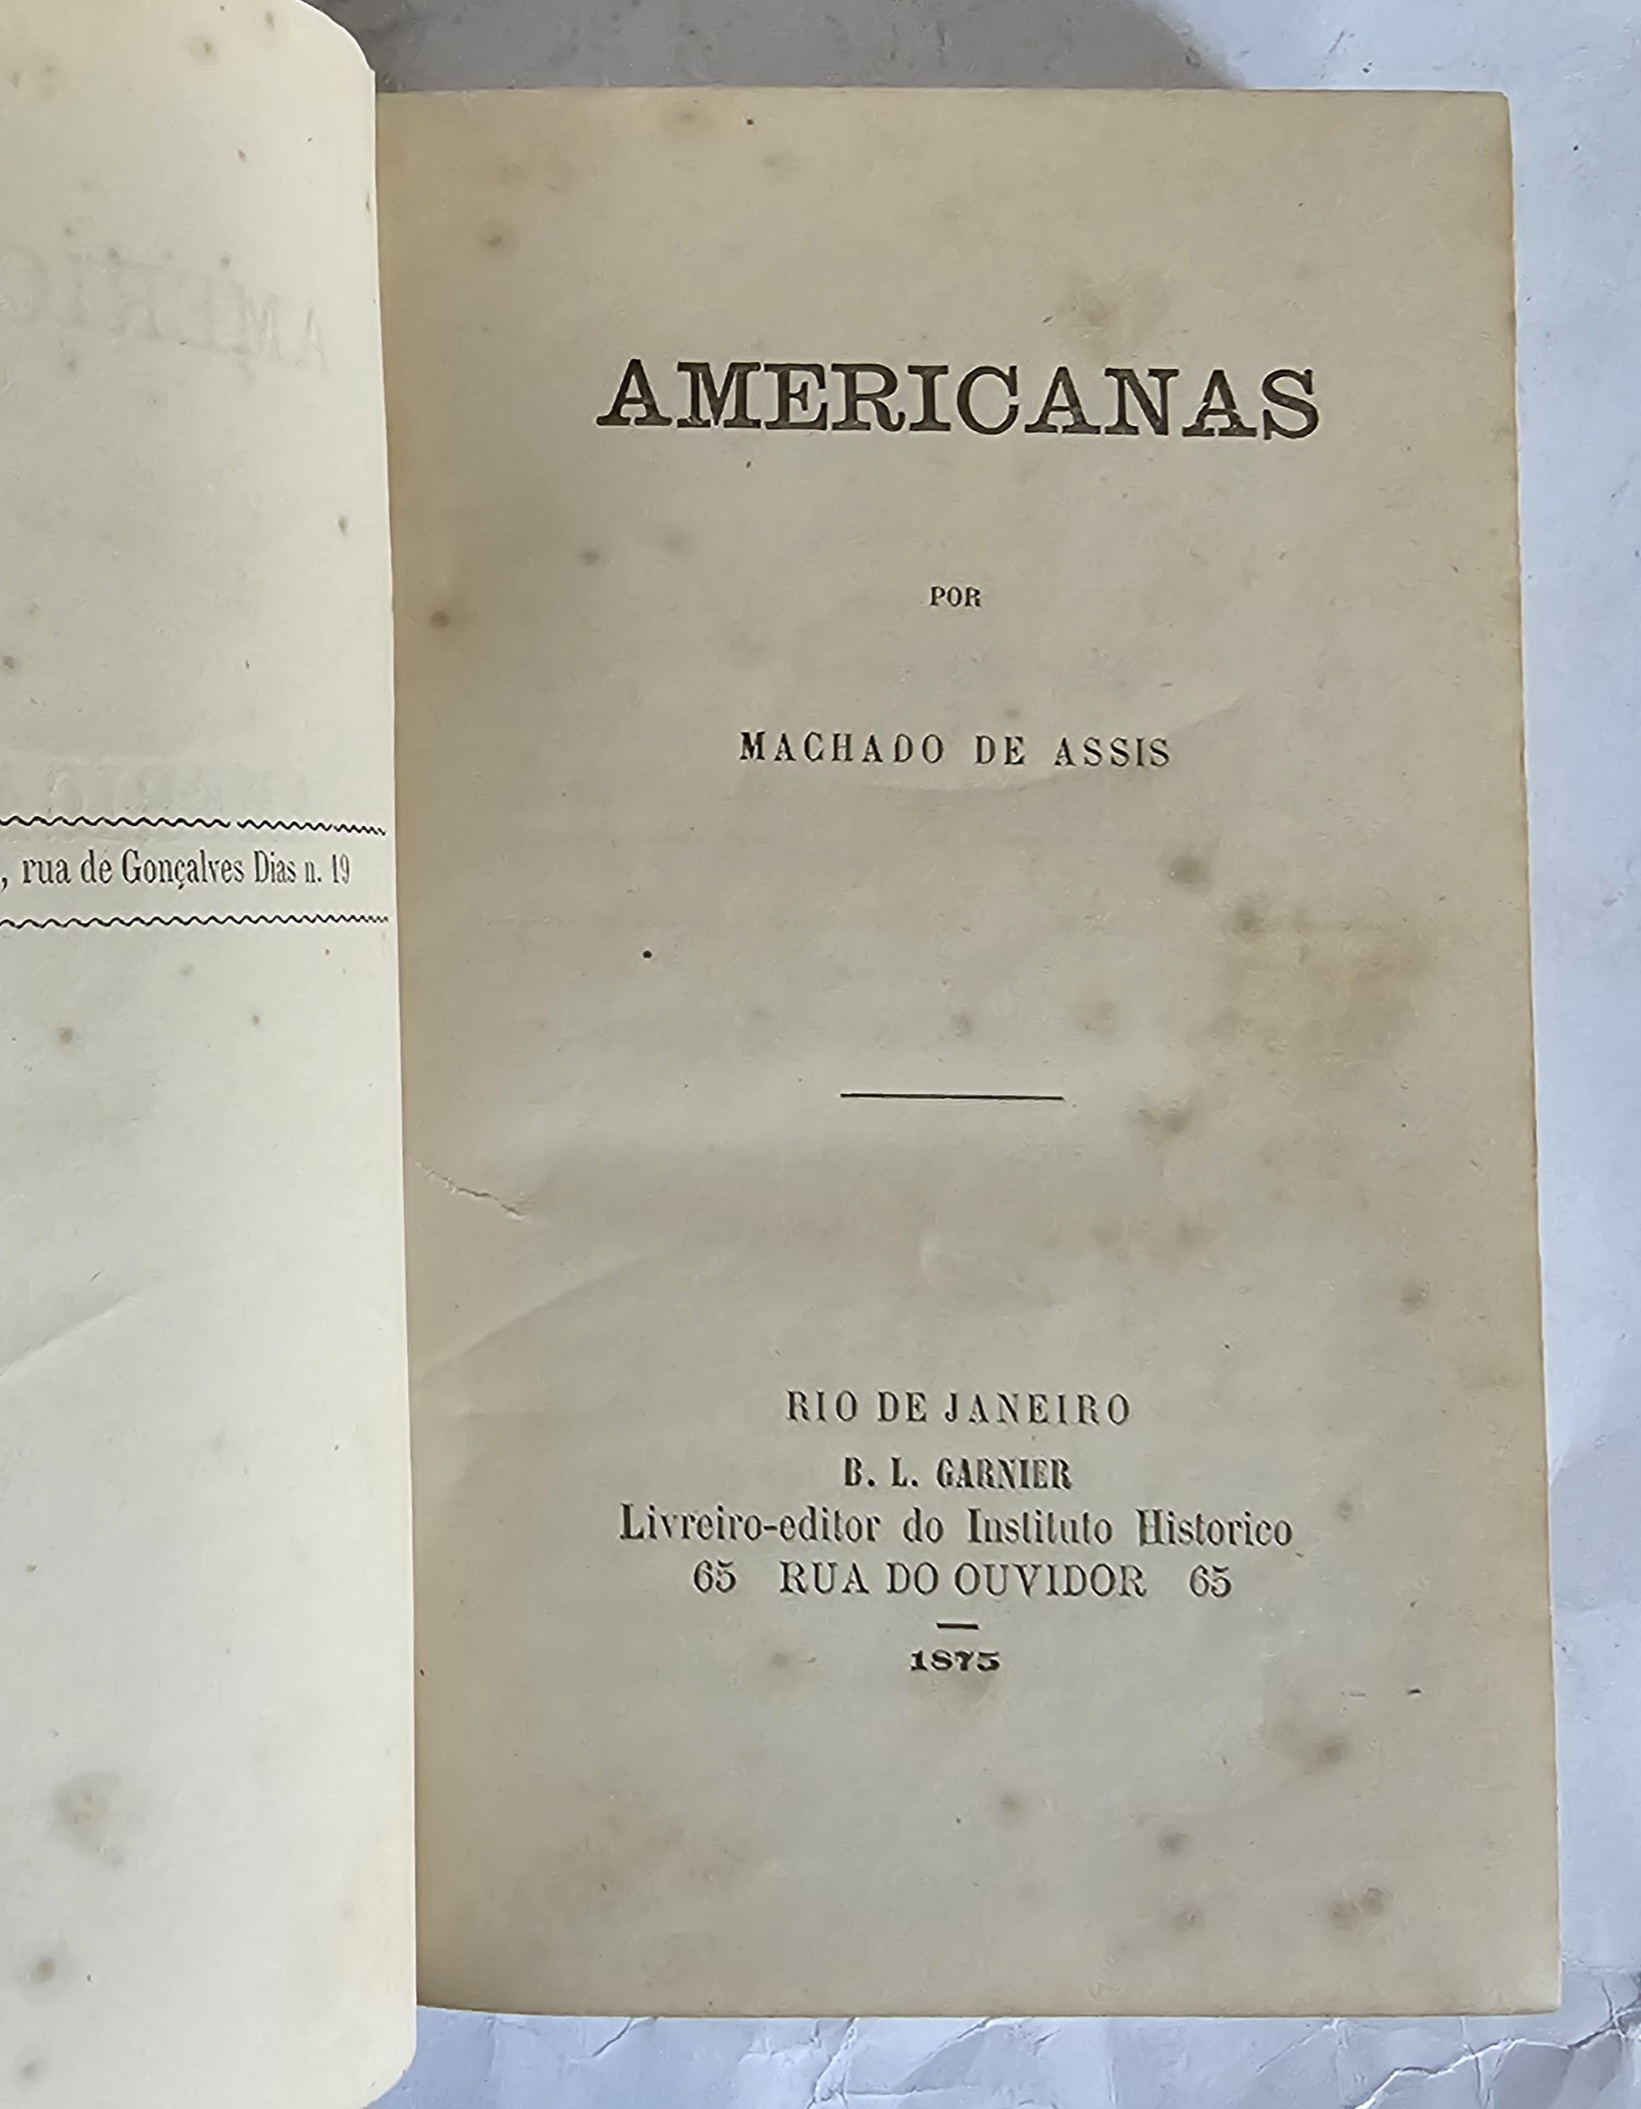 , rua de Gonçalves Dias n. 19
AMERICANAS
POR
MACHADO DE ASSIS
RIO DE JANEIRO
B. L. GARNIER
Livreiro-editor do Instituto Historico
65 RUA DO OUVIDOR 65
1875